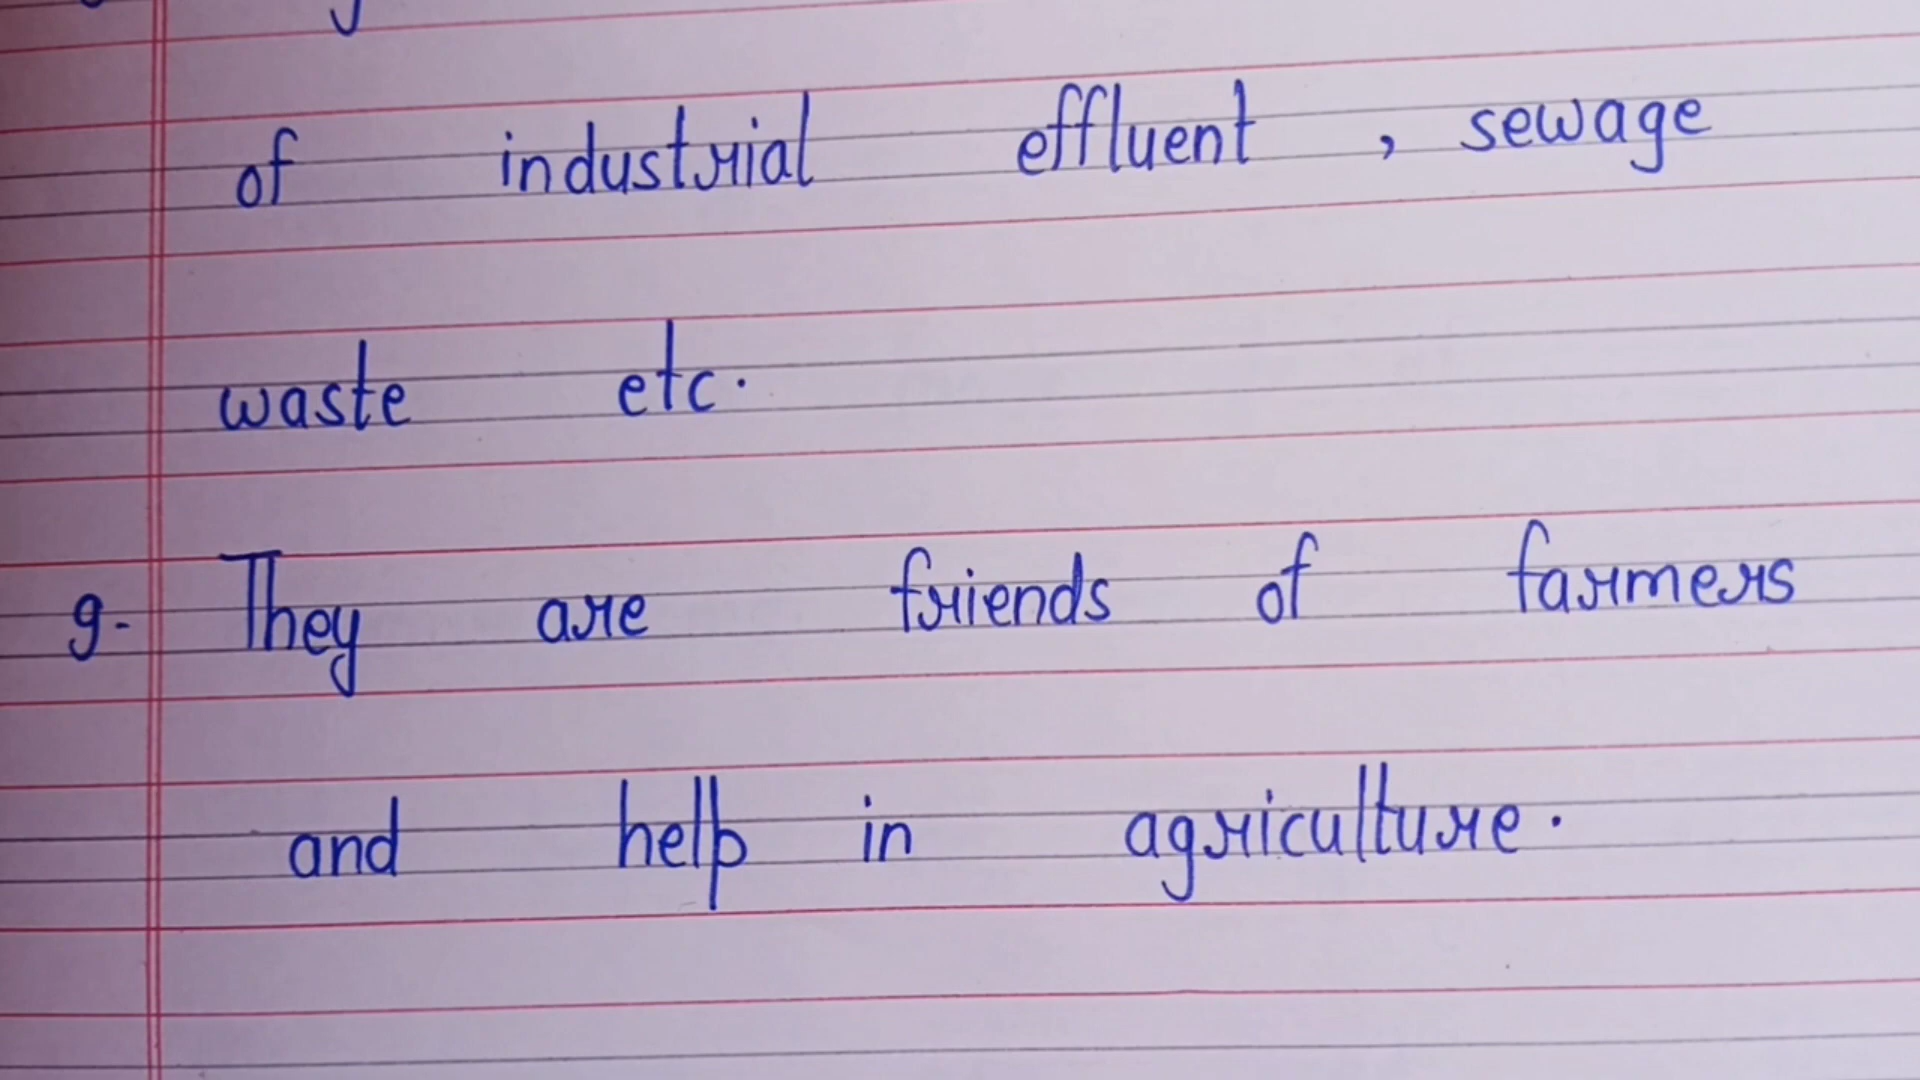 of industrial effluent , sewage
waste etc.
9. They are friends of farmers
and help in agriculture.